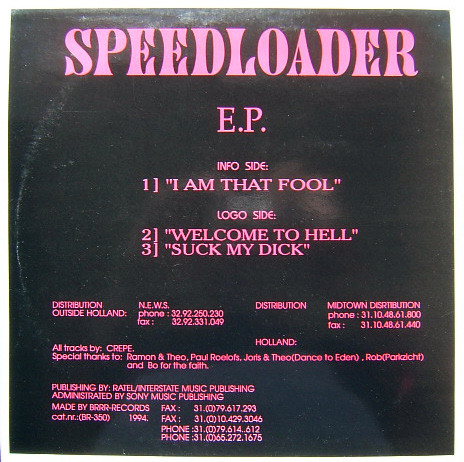 SPEEDLOADER
E.P.
INFO SIDE:
1] "I AM THAT FOOL"
LOGO SIDE:
2] "WELCOME TO HELL"
3] "SUCK MY DICK"
DISTRIBUTION N.E.W.S. DISTRIBUTION MIDTOWN DISRTIBUTION
OUTSIDE HOLLAND: phone : 32.92.250.230 phone : 31.10.48.61.800
fax : 32.92.331.049 fax : 31.10.48.61.440
HOLLAND:
All tracks by: CREPE.
Special thanks to: Ramon & Theo, Paul Roelofs, Joris & Theo(Dance to Eden) , Rob(Parkzicht)
and Bo for the faith.
PUBLISHING BY: RATEL/INTERSTATE MUSIC PUBLISHING
ADMINISTRATED BY SONY MUSIC PUBLISHING
MADE BY BRRR-RECORDS FAX : 31.(0)79.617.293
cat.nr.:(BR-350) 1994. FAX : 31.(0)10.429.3046
PHONE :31.(0)79.614..612
PHONE :31.(0)65.272.1675